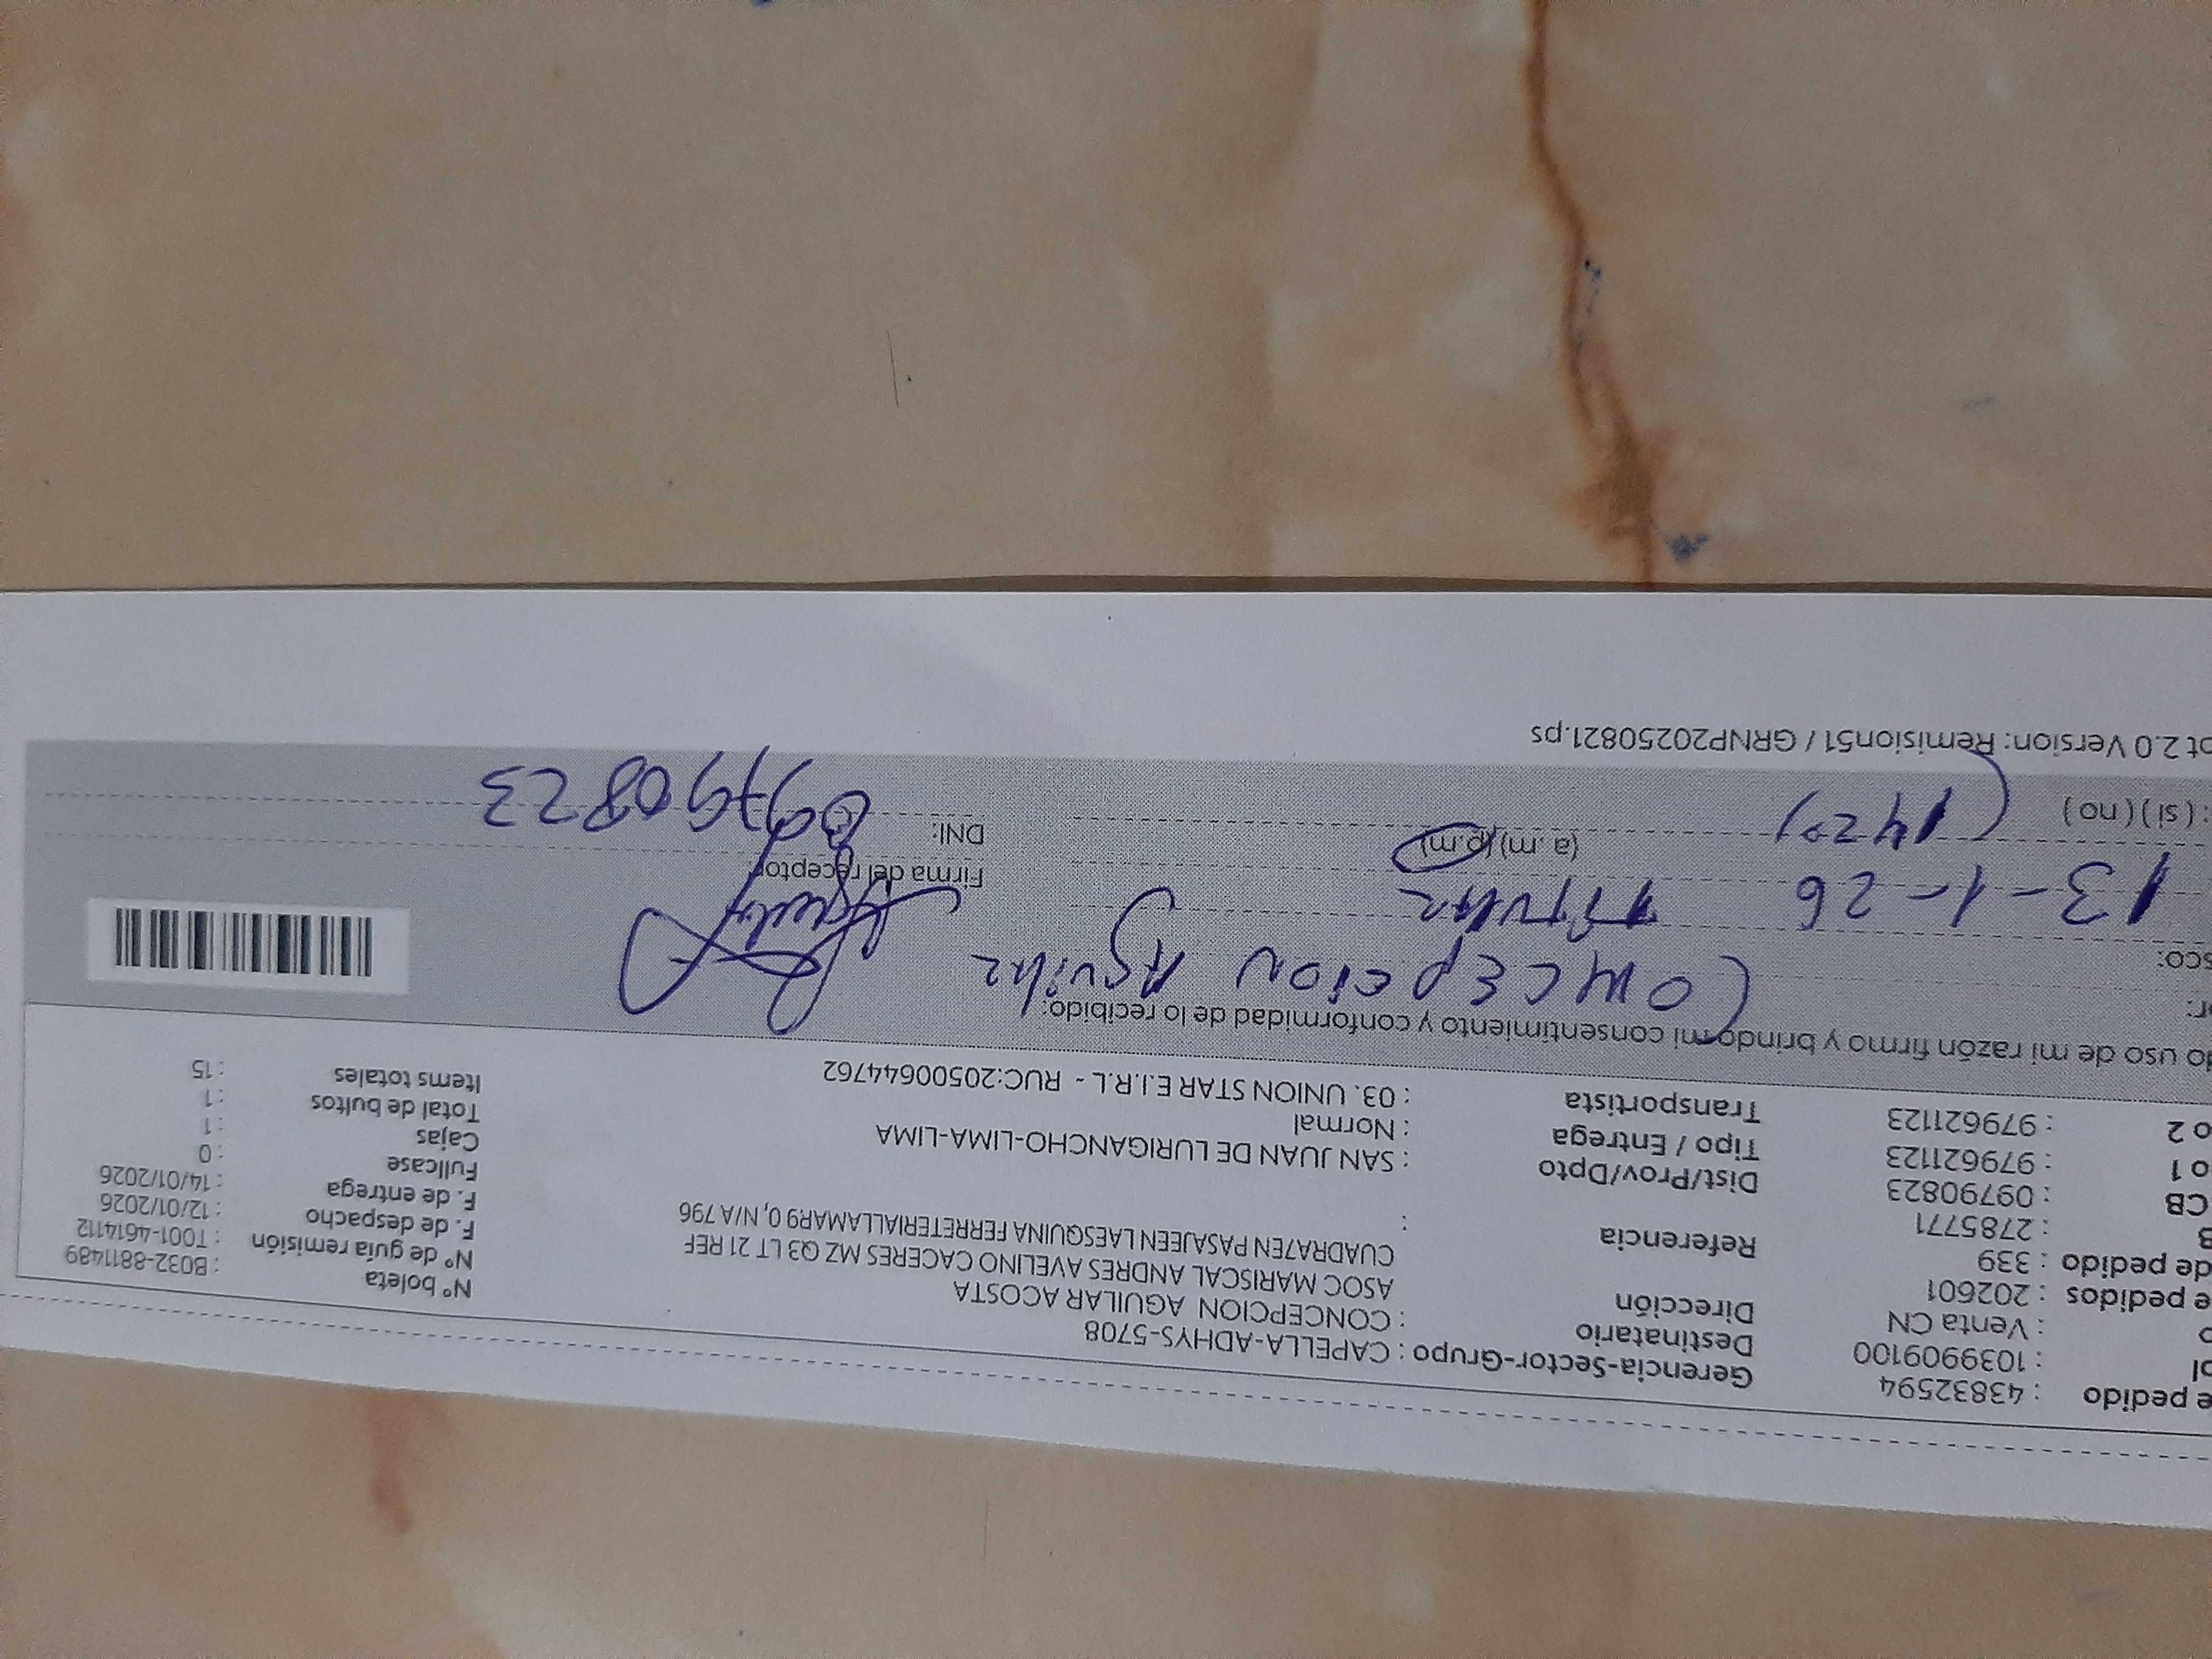 e pedido : 43832594
ol : 1039909100
o : Venta CN
e pedidos : 202601
de pedido : 339
B : 2785771
CB : 09790823
o 1 : 979621123
o 2 : 979621123
Gerencia-Sector-Grupo : CAPELLA-ADHYS-5708
Destinatario : CONCEPCION AGUILAR ACOSTA
Dirección ASOC MARISCAL ANDRES AVELINO CACERES MZ Q3 LT 21 REF
CUADRA7EN PASAJEEN LAESQUINA FERRETERIALLAMAR9 0, N/A 796
Referencia :
Dist/Prov/Dpto : SAN JUAN DE LURIGANCHO-LIMA-LIMA
Tipo / Entrega : Normal
Transportista : 03. UNION STAR E.I.R.L - RUC:20500644762
N° boleta : B032-8811489
N° de guía remisión : T001-4614112
F. de despacho : 12/01/2026
F. de entrega : 14/01/2026
Fullcase : 0
Cajas : 1
Total de bultos : 1
Items totales : 15
do uso de mi razón firmo y brindo mi consentimiento y conformidad de lo recibido:
or: CONCEPCION Aguilar
sco:
13-1-26 (a.m) (p.m)
Firma del receptor
: (si) (no) (1420)
DNI: 09790823
pt 2.0 Version: Remision51 / GRNP20250821.ps